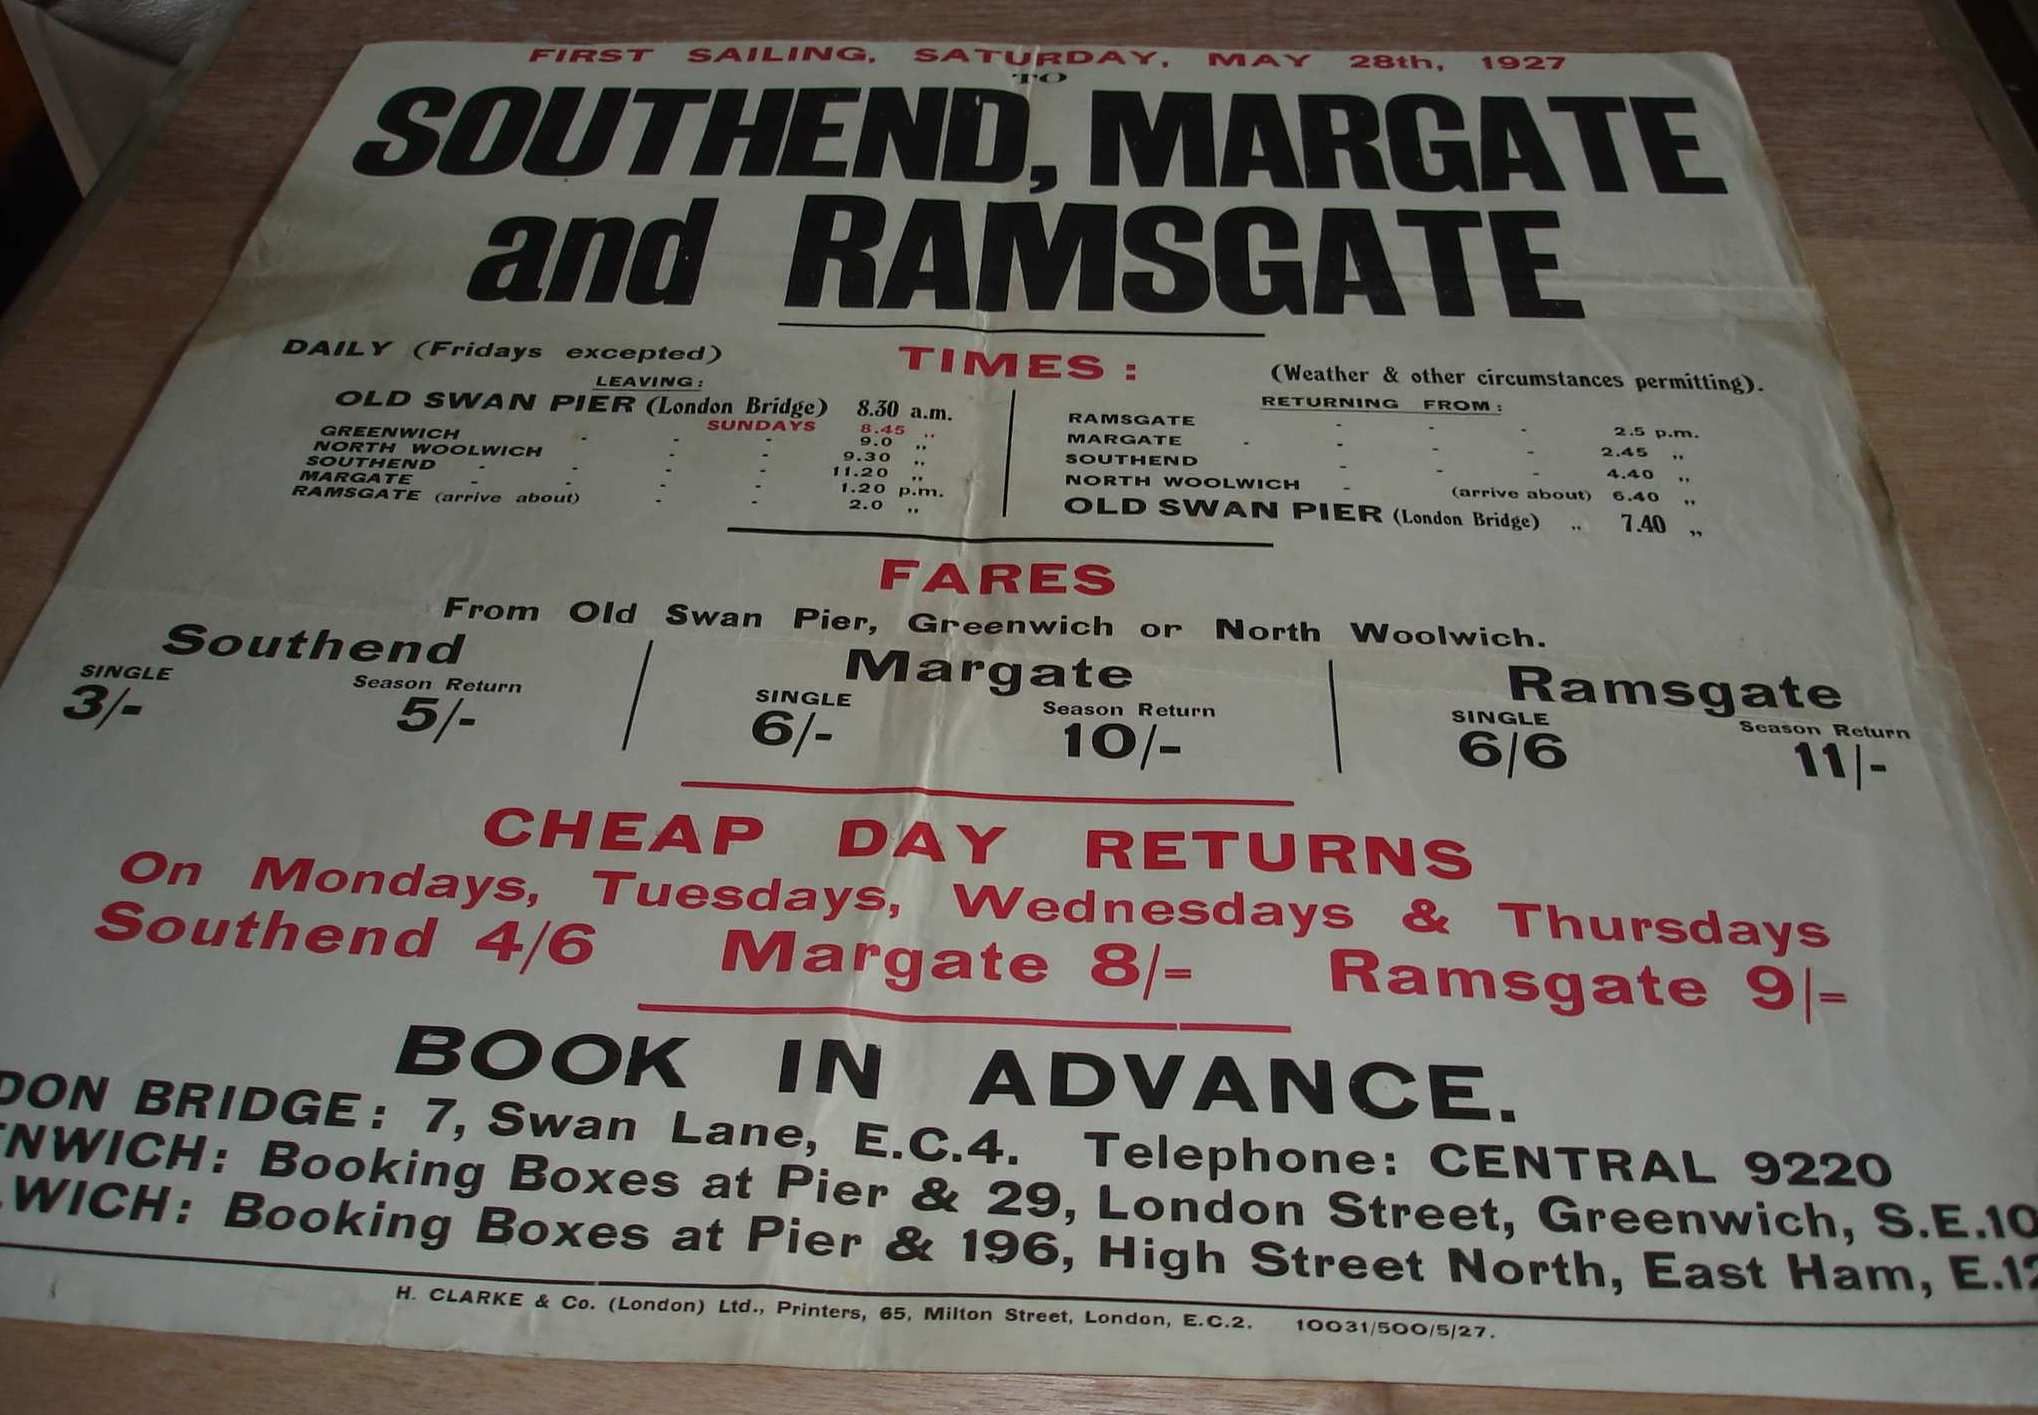 FIRST SAILING, SATURDAY, MAY 28th, 1927
TO
SOUTHEND, MARGATE
and RAMSGATE
DAILY (Fridays excepted)
TIMES:
(Weather & other circumstances permitting).
LEAVING:
OLD SWAN PIER (London Bridge) 8.30 a.m.
SUNDAYS 8.45 „
GREENWICH - - - 9.0 „
NORTH WOOLWICH - - 9.30 „
SOUTHEND - - - - 11.20 „
MARGATE - - - - 1.20 p.m.
RAMSGATE (arrive about) - - 2.0 „
RETURNING FROM:
RAMSGATE - - - 2.5 p.m.
MARGATE - - - - 2.45 „
SOUTHEND - - - 4.40 „
NORTH WOOLWICH - (arrive about) 6.40 „
OLD SWAN PIER (London Bridge) „ 7.40 „
FARES
From Old Swan Pier, Greenwich or North Woolwich.
Southend
SINGLE Season Return
3/- 5/-
Margate
SINGLE Season Return
6/- 10/-
Ramsgate
SINGLE Season Return
6/6 11/-
CHEAP DAY RETURNS
On Mondays, Tuesdays, Wednesdays & Thursdays
Southend 4/6 Margate 8/- Ramsgate 9/-
BOOK IN ADVANCE.
DON BRIDGE: 7, Swan Lane, E.C.4. Telephone: CENTRAL 9220
NWICH: Booking Boxes at Pier & 29, London Street, Greenwich, S.E.10
WICH: Booking Boxes at Pier & 196, High Street North, East Ham, E.12
H. CLARKE & Co. (London) Ltd., Printers, 65, Milton Street, London, E.C.2. 10031/500/5/27.